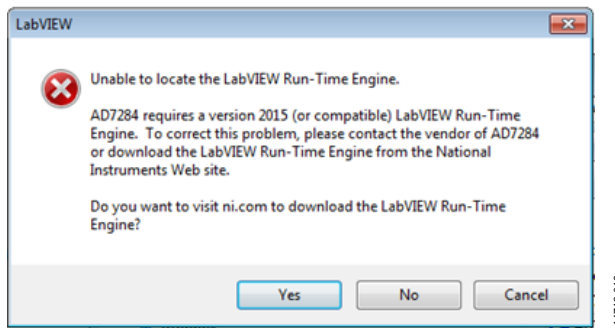 LabVIEW
Unable to locate the LabVIEW Run-Time Engine.
AD7284 requires a version 2015 (or compatible) LabVIEW Run-Time
Engine. To correct this problem, please contact the vendor of AD7284
or download the LabVIEW Run-Time Engine from the National
Instruments Web site.
Do you want to visit ni.com to download the LabVIEW Run-Time
Engine?
Yes
No
Cancel